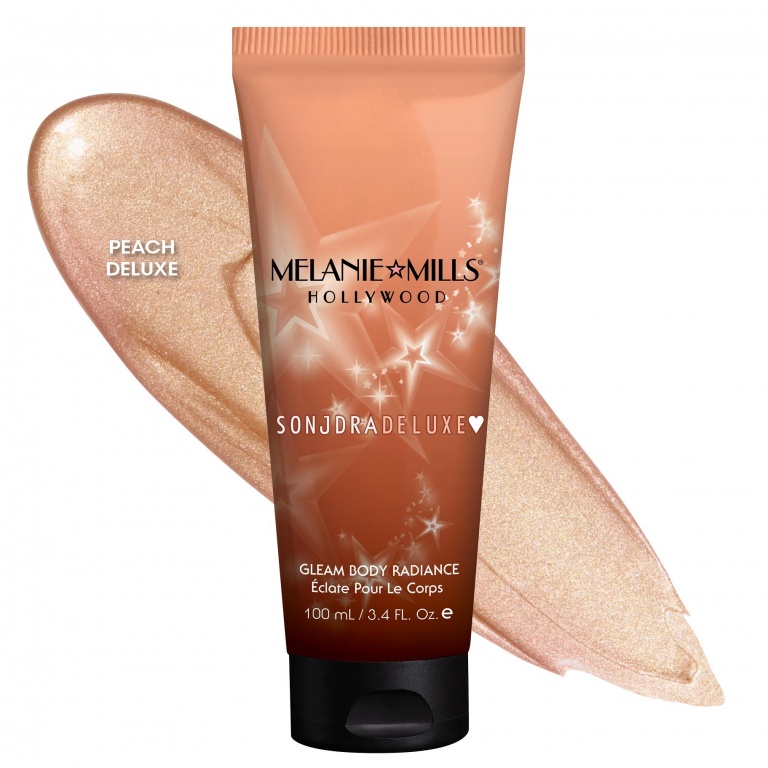 PEACH
DELUXE
MELANIE☆MILLS®
HOLLYWOOD
SONJDRADELUXE♥
GLEAM BODY RADIANCE
Éclate Pour Le Corps
100 mL / 3.4 FL. Oz. ℮